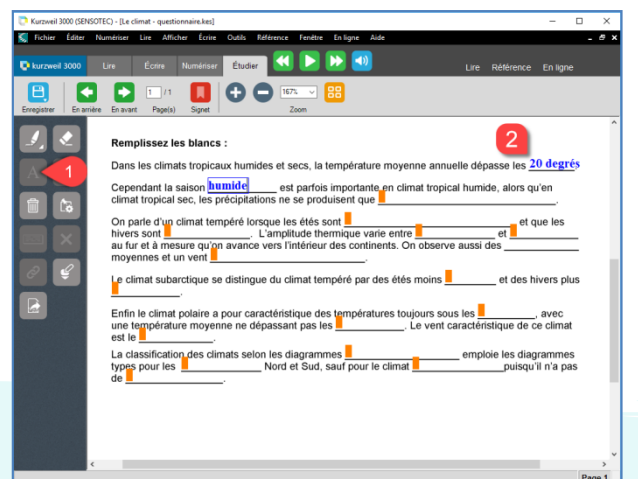 Kurzweil 3000 (SENSOTEC) - [Le climat - questionnaire.kes]
Fichier Éditer Numériser Lire Afficher Écrire Outils Référence Fenêtre En ligne Aide
kurzweil 3000 Lire Écrire Numériser Étudier Lire Référence En ligne
1 /1 167%
Enregistrer En arrière En avant Page(s) Signet Zoom
Remplissez les blancs :
2
Dans les climats tropicaux humides et secs, la température moyenne annuelle dépasse les 20 degrés
A 1
Cependant la saison humide est parfois importante en climat tropical humide, alors qu'en
climat tropical sec, les précipitations ne se produisent que .
On parle d'un climat tempéré lorsque les étés sont et que les
hivers sont . L'amplitude thermique varie entre et
au fur et à mesure qu'on avance vers l'intérieur des continents. On observe aussi des
moyennes et un vent .
Le climat subarctique se distingue du climat tempéré par des étés moins et des hivers plus
.
Enfin le climat polaire a pour caractéristique des températures toujours sous les , avec
une température moyenne ne dépassant pas les . Le vent caractéristique de ce climat
est le .
La classification des climats selon les diagrammes emploie les diagrammes
types pour les Nord et Sud, sauf pour le climat puisqu'il n'a pas
de .
Page 1